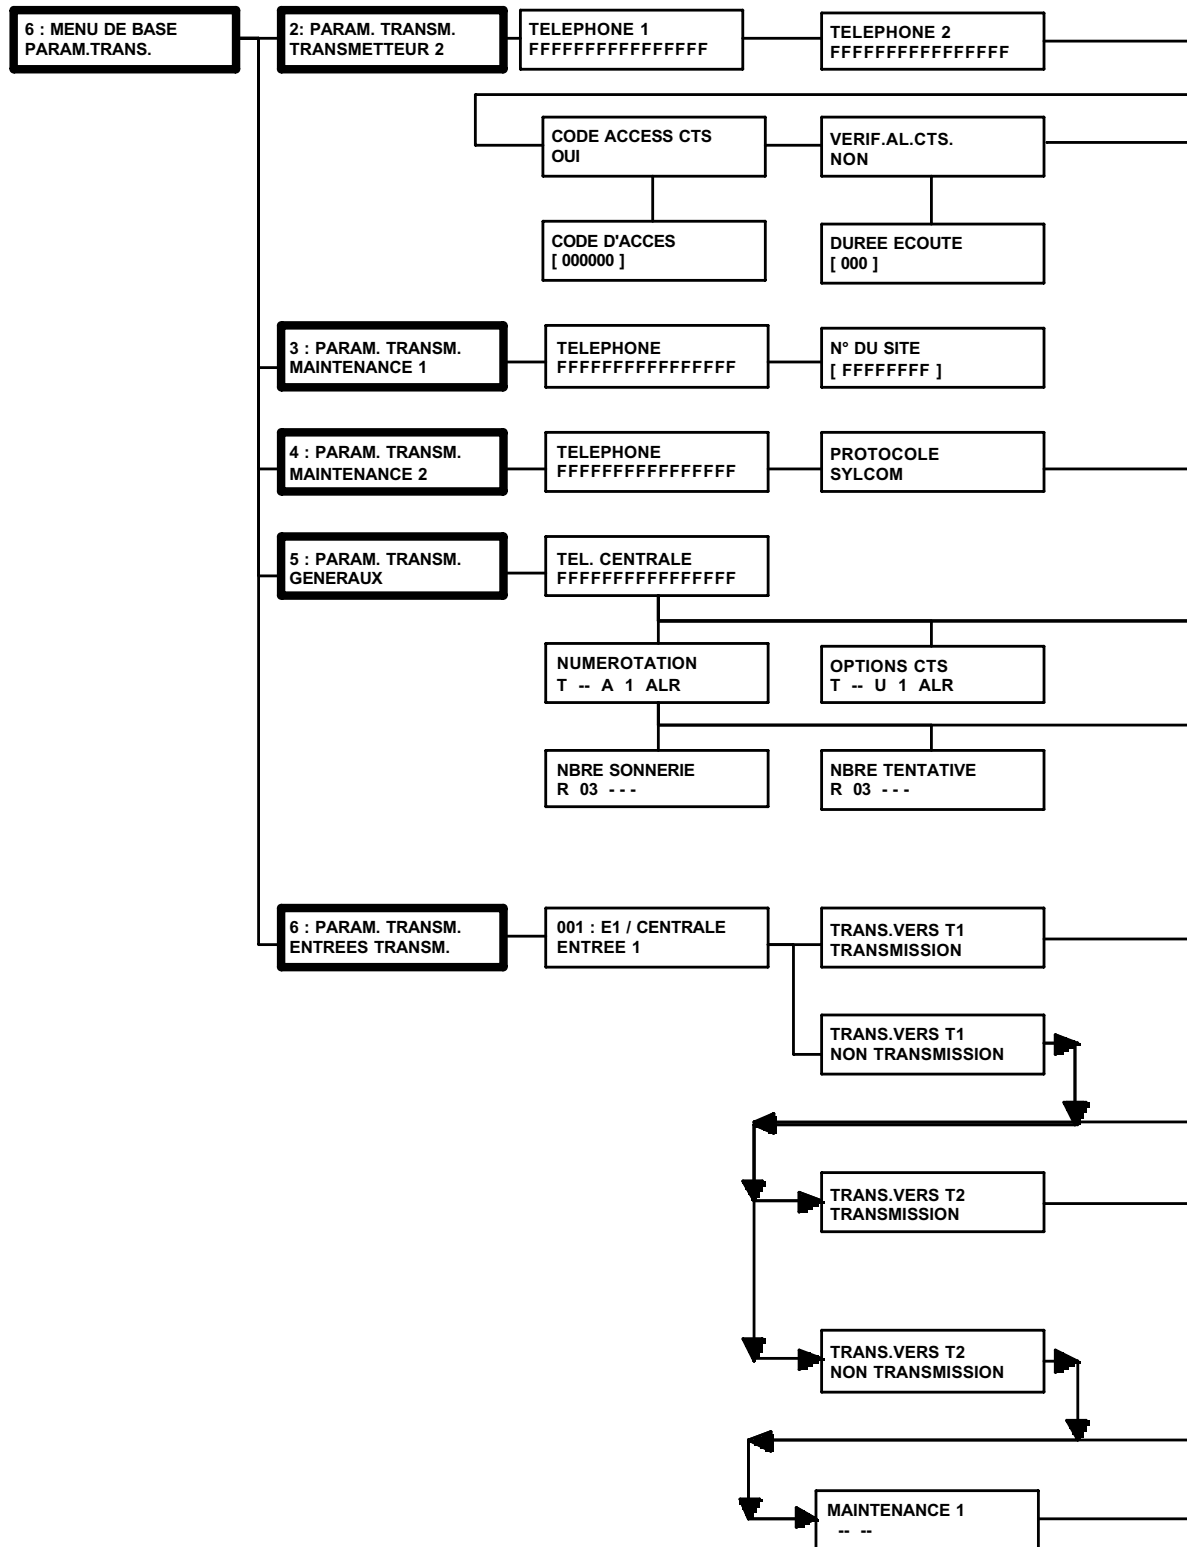 6 : MENU DE BASE
PARAM.TRANS.
2: PARAM. TRANSM.
TRANSMETTEUR 2
TELEPHONE 1
FFFFFFFFFFFFFFFF
TELEPHONE 2
FFFFFFFFFFFFFFFF
CODE ACCESS CTS
OUI
VERIF.AL.CTS.
NON
CODE D'ACCES
[ 000000 ]
DUREE ECOUTE
[ 000 ]
3 : PARAM. TRANSM.
MAINTENANCE 1
TELEPHONE
FFFFFFFFFFFFFFFF
N° DU SITE
[ FFFFFFFF ]
4 : PARAM. TRANSM.
MAINTENANCE 2
TELEPHONE
FFFFFFFFFFFFFFFF
PROTOCOLE
SYLCOM
5 : PARAM. TRANSM.
GENERAUX
TEL. CENTRALE
FFFFFFFFFFFFFFFF
NUMEROTATION
T -- A 1 ALR
OPTIONS CTS
T -- U 1 ALR
NBRE SONNERIE
R 03 - - -
NBRE TENTATIVE
R 03 - - -
6 : PARAM. TRANSM.
ENTREES TRANSM.
001 : E1 / CENTRALE
ENTREE 1
TRANS.VERS T1
TRANSMISSION
TRANS.VERS T1
NON TRANSMISSION
TRANS.VERS T2
TRANSMISSION
TRANS.VERS T2
NON TRANSMISSION
MAINTENANCE 1
-- --